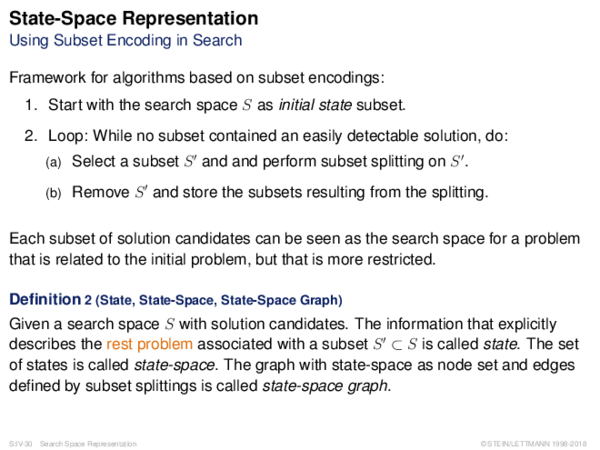 State-Space Representation
Using Subset Encoding in Search
Framework for algorithms based on subset encodings:
1. Start with the search space S as initial state subset.
2. Loop: While no subset contained an easily detectable solution, do:
(a) Select a subset S′ and and perform subset splitting on S′.
(b) Remove S′ and store the subsets resulting from the splitting.
Each subset of solution candidates can be seen as the search space for a problem
that is related to the initial problem, but that is more restricted.
Definition 2 (State, State-Space, State-Space Graph)
Given a search space S with solution candidates. The information that explicitly
describes the rest problem associated with a subset S′ ⊂ S is called state. The set
of states is called state-space. The graph with state-space as node set and edges
defined by subset splittings is called state-space graph.
S:IV-30 Search Space Representation ©STEIN/LETTMANN 1998-2018